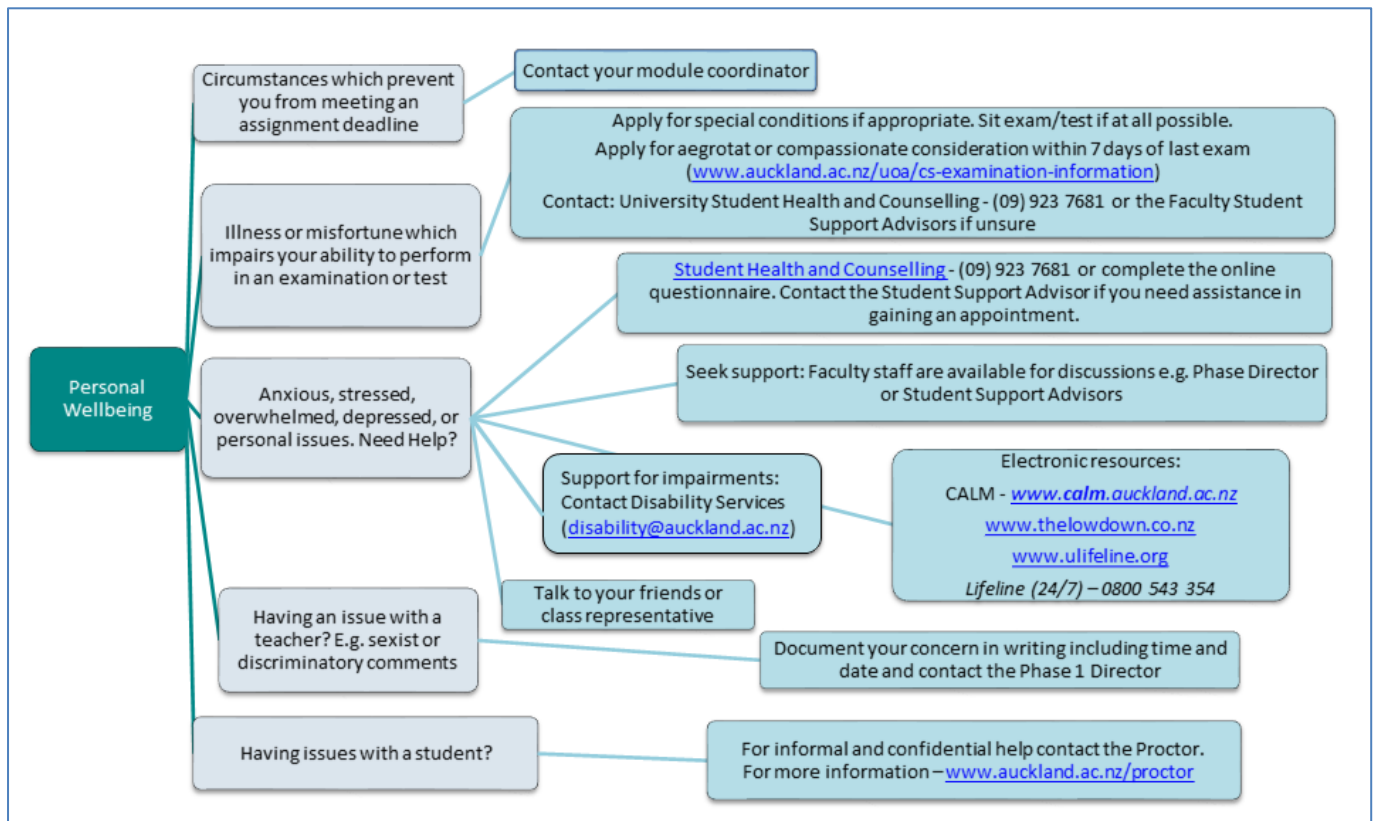 Personal
Wellbeing
Circumstances which prevent
you from meeting an
assignment deadline
Contact your module coordinator
Illness or misfortune which
impairs your ability to perform
in an examination or test
Apply for special conditions if appropriate. Sit exam/test if at all possible.
Apply for aegrotat or compassionate consideration within 7 days of last exam
(www.auckland.ac.nz/uoa/cs-examination-information)
Contact: University Student Health and Counselling - (09) 923 7681 or the Faculty Student
Support Advisors if unsure
Anxious, stressed,
overwhelmed, depressed, or
personal issues. Need Help?
Student Health and Counselling - (09) 923 7681 or complete the online
questionnaire. Contact the Student Support Advisor if you need assistance in
gaining an appointment.
Seek support: Faculty staff are available for discussions e.g. Phase Director
or Student Support Advisors
Support for impairments:
Contact Disability Services
(disability@auckland.ac.nz)
Electronic resources:
CALM - www.calm.auckland.ac.nz
www.thelowdown.co.nz
www.ulifeline.org
Lifeline (24/7) – 0800 543 354
Talk to your friends or
class representative
Having an issue with a
teacher? E.g. sexist or
discriminatory comments
Document your concern in writing including time and
date and contact the Phase 1 Director
Having issues with a student?
For informal and confidential help contact the Proctor.
For more information – www.auckland.ac.nz/proctor